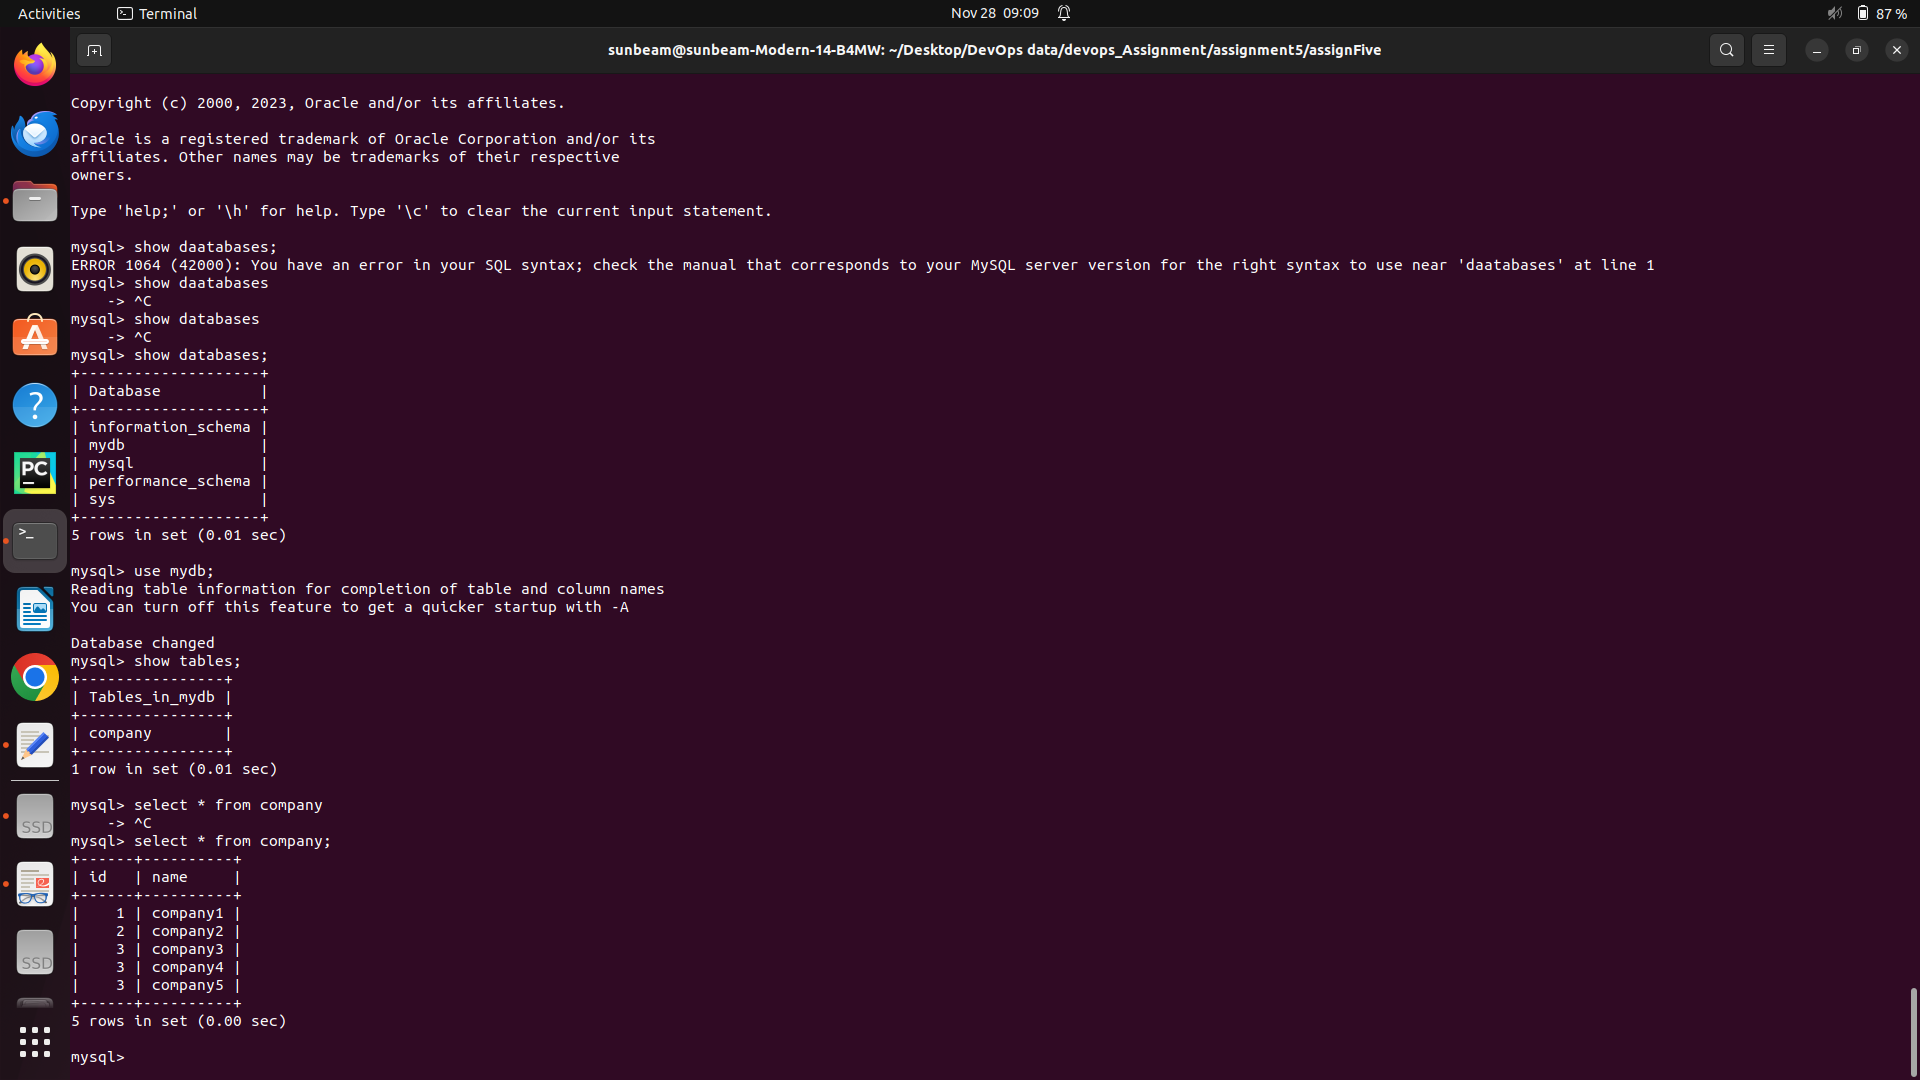 Activities
Terminal
Nov 28 09:09
87 %
sunbeam@sunbeam-Modern-14-B4MW: ~/Desktop/DevOps data/devops_Assignment/assignment5/assignFive
Copyright (c) 2000, 2023, Oracle and/or its affiliates.
Oracle is a registered trademark of Oracle Corporation and/or its
affiliates. Other names may be trademarks of their respective
owners.
Type 'help;' or '\h' for help. Type '\c' to clear the current input statement.
mysql> show daatabases;
ERROR 1064 (42000): You have an error in your SQL syntax; check the manual that corresponds to your MySQL server version for the right syntax to use near 'daatabases' at line 1
mysql> show daatabases
    -> ^C
mysql> show databases
    -> ^C
mysql> show databases;
+--------------------+
| Database           |
+--------------------+
| information_schema |
| mydb               |
| mysql              |
| performance_schema |
| sys                |
+--------------------+
5 rows in set (0.01 sec)
mysql> use mydb;
Reading table information for completion of table and column names
You can turn off this feature to get a quicker startup with -A
Database changed
mysql> show tables;
+----------------+
| Tables_in_mydb |
+----------------+
| company        |
+----------------+
1 row in set (0.01 sec)
mysql> select * from company
    -> ^C
mysql> select * from company;
+------+----------+
| id   | name     |
+------+----------+
|    1 | company1 |
|    2 | company2 |
|    3 | company3 |
|    3 | company4 |
|    3 | company5 |
+------+----------+
5 rows in set (0.00 sec)
mysql>
?
PC
>_
SSD
SSD